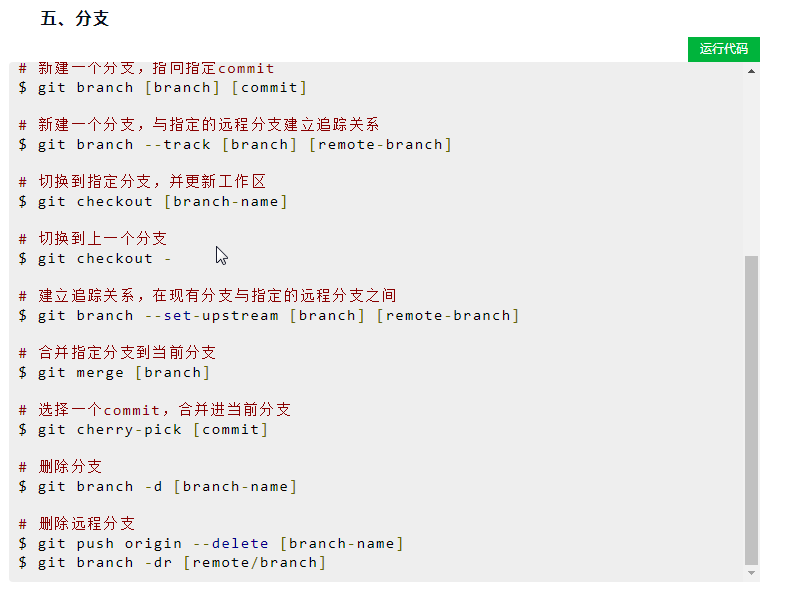 五、分支
运行代码
# 新建一个分支，指向指定commit
$ git branch [branch] [commit]
# 新建一个分支，与指定的远程分支建立追踪关系
$ git branch --track [branch] [remote-branch]
# 切换到指定分支，并更新工作区
$ git checkout [branch-name]
# 切换到上一个分支
$ git checkout -
# 建立追踪关系，在现有分支与指定的远程分支之间
$ git branch --set-upstream [branch] [remote-branch]
# 合并指定分支到当前分支
$ git merge [branch]
# 选择一个commit，合并进当前分支
$ git cherry-pick [commit]
# 删除分支
$ git branch -d [branch-name]
# 删除远程分支
$ git push origin --delete [branch-name]
$ git branch -dr [remote/branch]